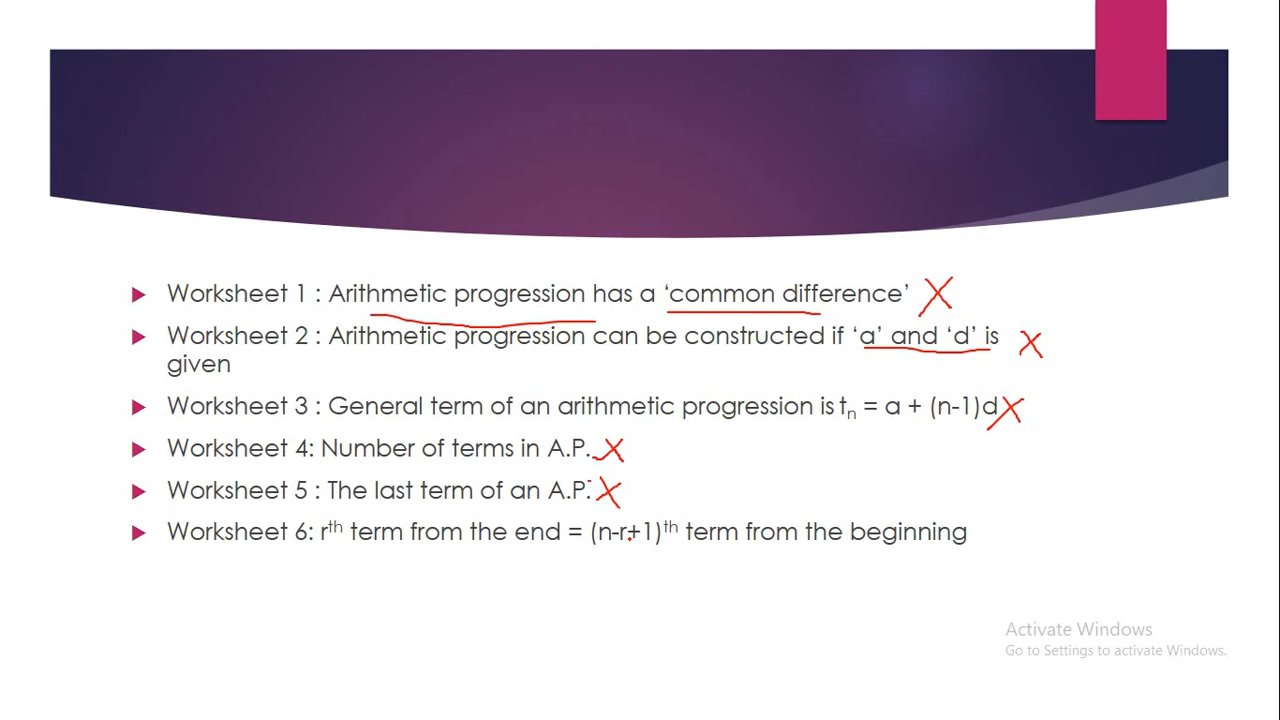 Worksheet 1 : Arithmetic progression has a ‘common difference’
Worksheet 2 : Arithmetic progression can be constructed if ‘a’ and ‘d’ is
given
Worksheet 3 : General term of an arithmetic progression is tₙ = a + (n-1)d
Worksheet 4: Number of terms in A.P.
Worksheet 5 : The last term of an A.P.
Worksheet 6: rᵗʰ term from the end = (n-r+1)ᵗʰ term from the beginning
Activate Windows
Go to Settings to activate Windows.